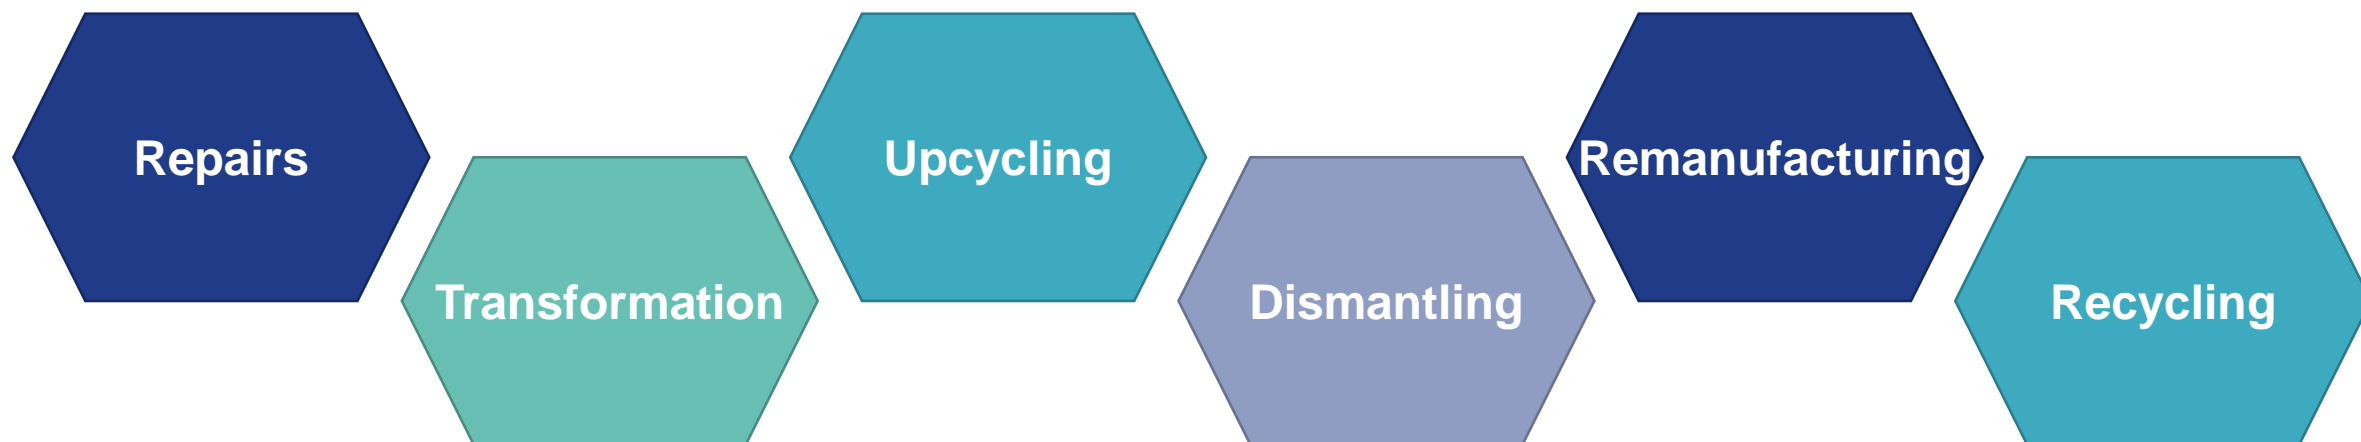 Repairs
Transformation
Upcycling
Dismantling
Remanufacturing
Recycling